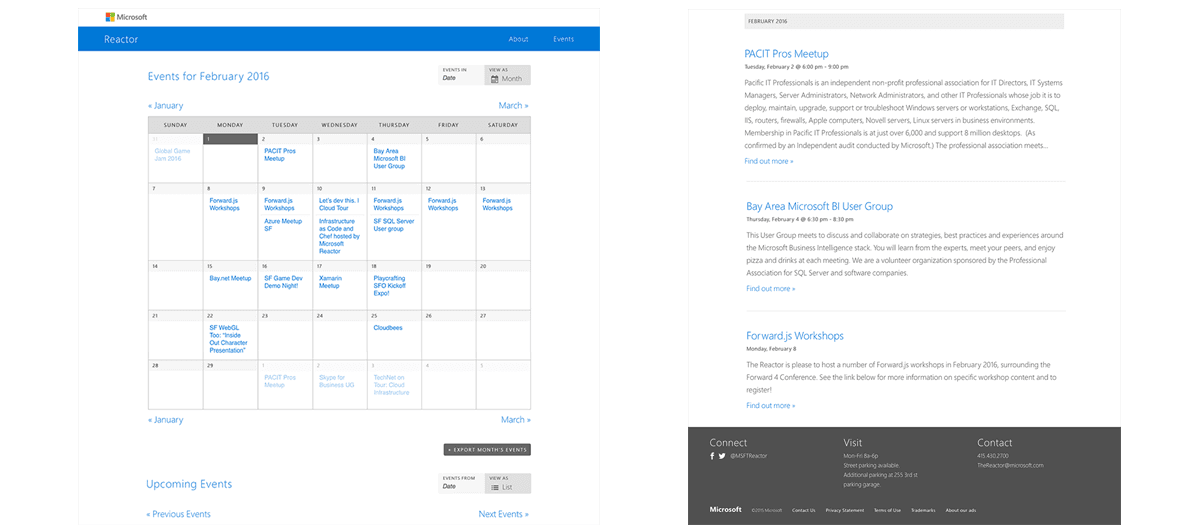 Microsoft
Reactor
About
Events
Events for February 2016
EVENTS IN
Date
VIEW AS
Month
« January
March »
SUNDAY
MONDAY
TUESDAY
WEDNESDAY
THURSDAY
FRIDAY
SATURDAY
31
1
2
3
4
5
6
Global Game
Jam 2016
PACIT Pros
Meetup
Bay Area
Microsoft BI
User Group
7
8
9
10
11
12
13
Forward.js
Workshops
Forward.js
Workshops
Azure Meetup
SF
Let's dev this. I
Cloud Tour
Infrastructure
as Code and
Chef hosted by
Microsoft
Reactor
Forward.js
Workshops
SF SQL Server
User group
Forward.js
Workshops
Forward.js
Workshops
14
15
16
17
18
19
20
Bay.net Meetup
SF Game Dev
Demo Night!
Xamarin
Meetup
Playcrafting
SFO Kickoff
Expo!
21
22
23
24
25
26
27
SF WebGL
Too: "Inside
Out Character
Presentation"
Cloudbees
28
29
1
2
3
4
5
PACIT Pros
Meetup
Skype for
Business UG
TechNet on
Tour: Cloud
Infrastructure
« January
March »
+ EXPORT MONTH'S EVENTS
Upcoming Events
EVENTS FROM
Date
VIEW AS
List
« Previous Events
Next Events »
FEBRUARY 2016
PACIT Pros Meetup
Tuesday, February 2 @ 6:00 pm - 9:00 pm
Pacific IT Professionals is an independent non-profit professional association for IT Directors, IT Systems
Managers, Server Administrators, Network Administrators, and other IT Professionals whose job it is to
deploy, maintain, upgrade, support or troubleshoot Windows servers or workstations, Exchange, SQL,
IIS, routers, firewalls, Apple computers, Novell servers, Linux servers in business environments.
Membership in Pacific IT Professionals is at just over 6,000 and support 8 million desktops. (As
confirmed by an Independent audit conducted by Microsoft.) The professional association meets...
Find out more »
Bay Area Microsoft BI User Group
Thursday, February 4 @ 6:30 pm - 8:30 pm
This User Group meets to discuss and collaborate on strategies, best practices and experiences around
the Microsoft Business Intelligence stack. You will learn from the experts, meet your peers, and enjoy
pizza and drinks at each meeting. We are a volunteer organization sponsored by the Professional
Association for SQL Server and software companies.
Find out more »
Forward.js Workshops
Monday, February 8
The Reactor is please to host a number of Forward.js workshops in February 2016, surrounding the
Forward 4 Conference. See the link below for more information on specific workshop content and to
register!
Find out more »
Connect
@MSFTReactor
Visit
Mon-Fri 8a-6p
Street parking available
Additional parking at 255 3rd st
parking garage.
Contact
415.430.2700
TheReactor@microsoft.com
Microsoft
©2015 Microsoft
Contact Us
Privacy Statement
Terms of Use
Trademarks
About our ads